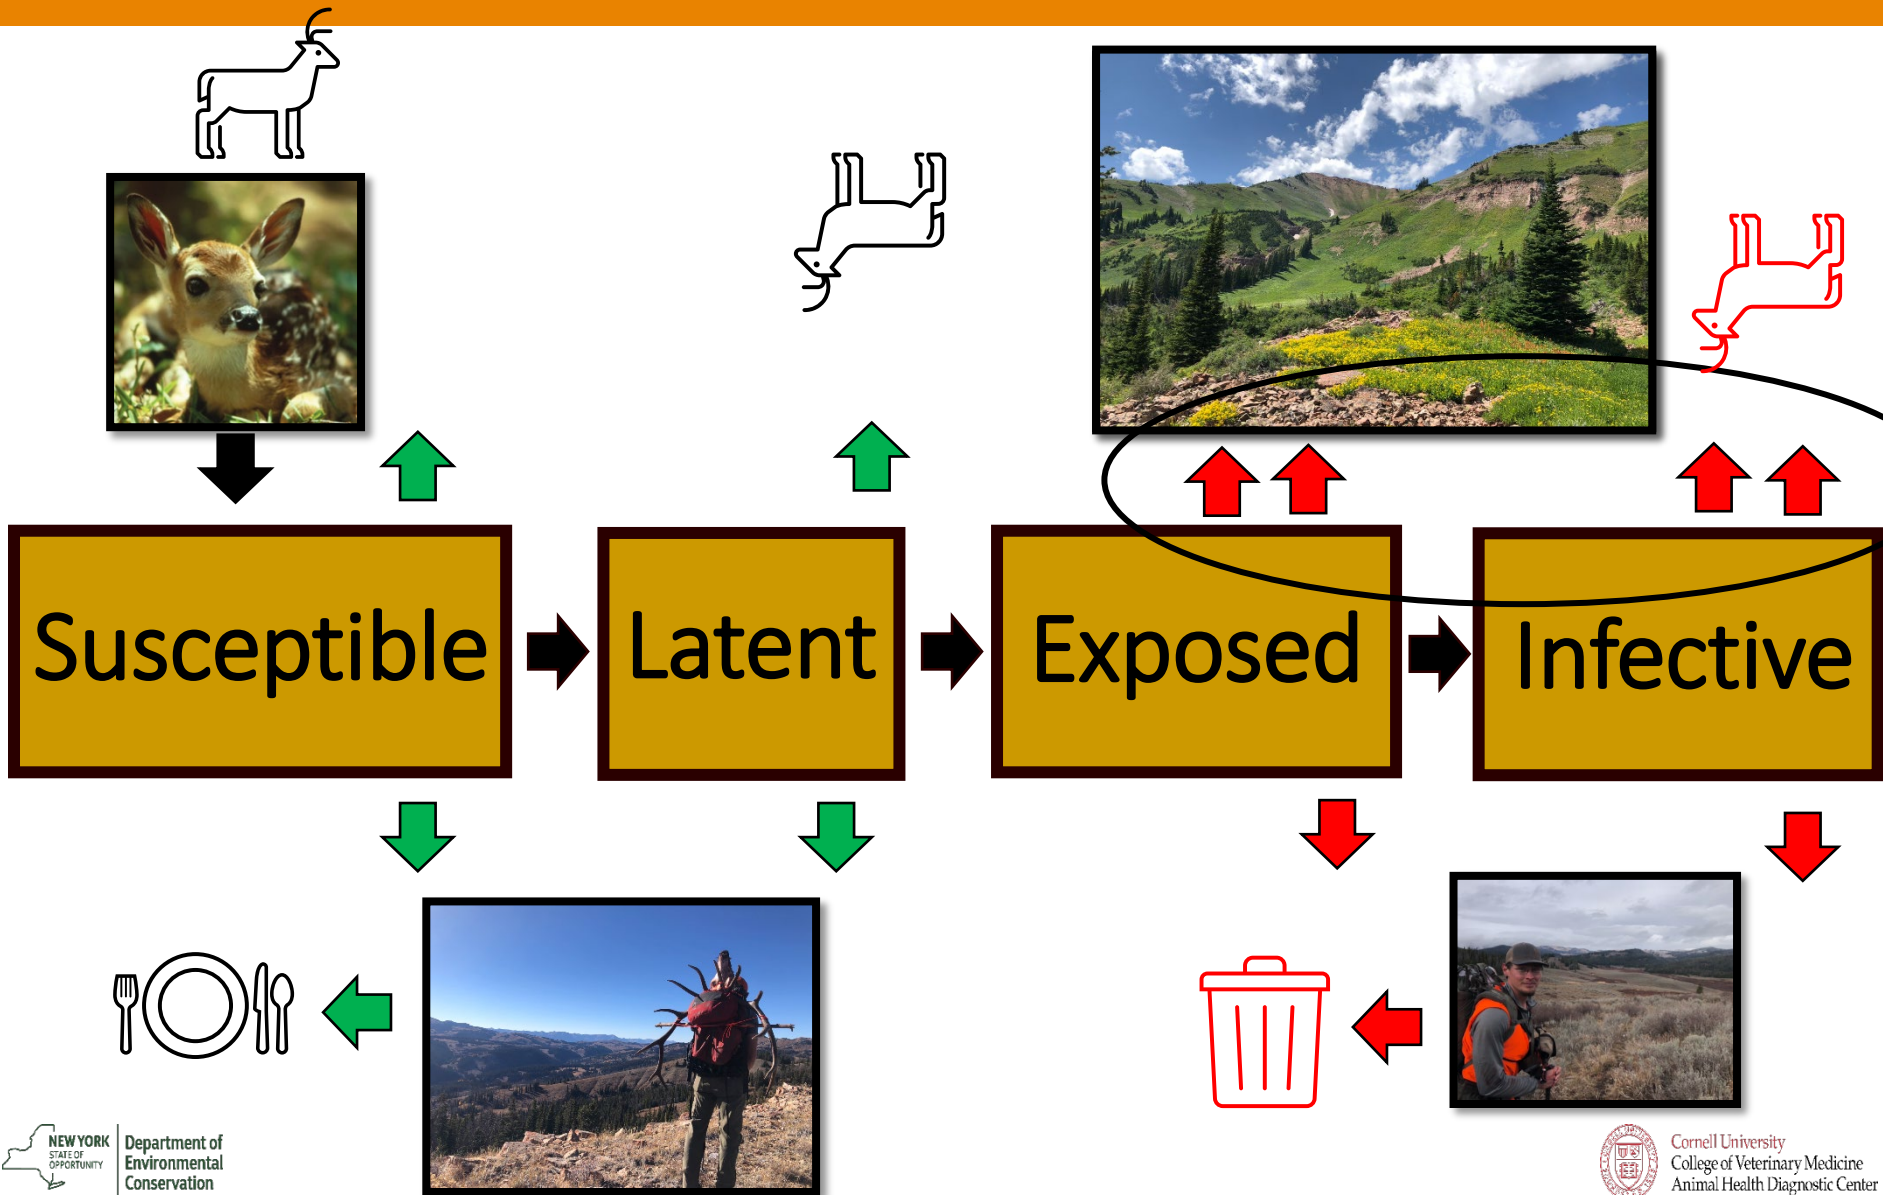 Susceptible
Latent
Exposed
Infective
NEW YORK
STATE OF
OPPORTUNITY
Department of
Environmental
Conservation
Cornell University
College of Veterinary Medicine
Animal Health Diagnostic Center